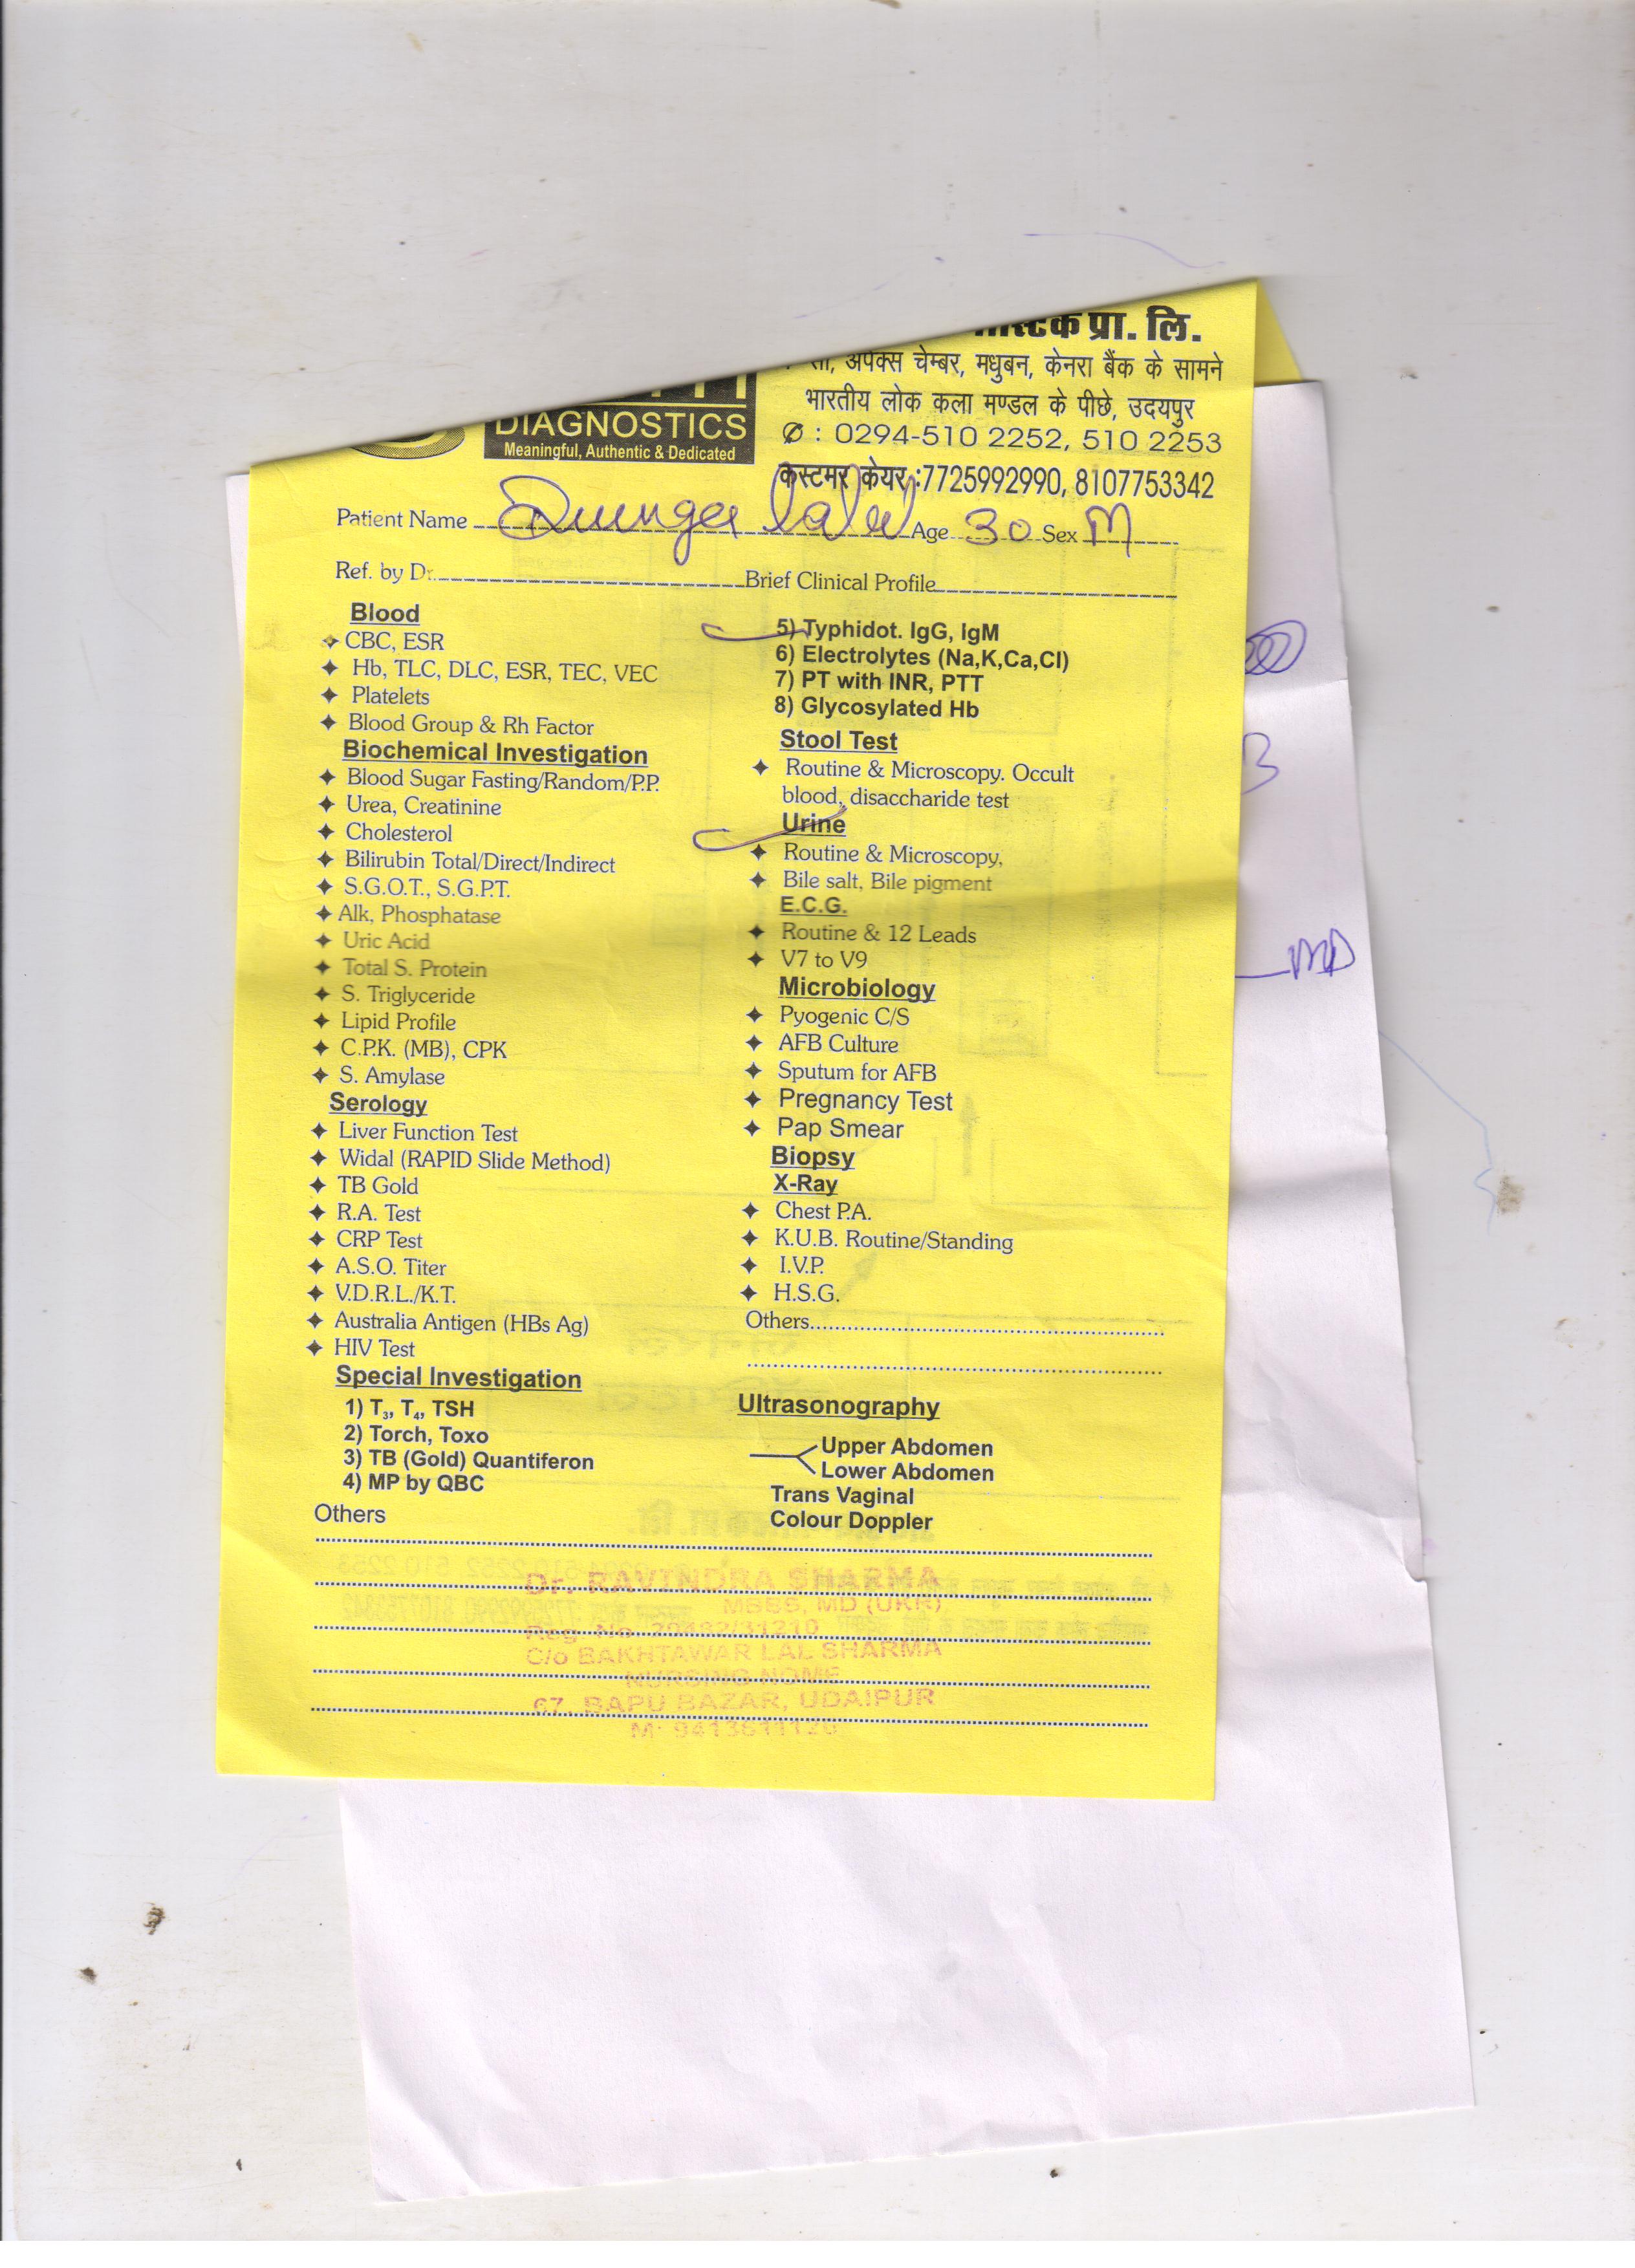 प्रा. लि.
अपेक्स चेम्बर, मधुबन, केनरा बैंक के सामने
भारतीय लोक कला मण्डल के पीछे, उदयपुर
DIAGNOSTICS
Meaningful, Authentic & Dedicated
✆ : 0294-510 2252, 510 2253
कस्टमर केयर :7725992990, 8107753342
Patient Name Age 30 Sex M
Ref. by Dr. Brief Clinical Profile
Blood
CBC, ESR
Hb, TLC, DLC, ESR, TEC, VEC
Platelets
Blood Group & Rh Factor
Biochemical Investigation
Blood Sugar Fasting/Random/P.P.
Urea, Creatinine
Cholesterol
Bilirubin Total/Direct/Indirect
S.G.O.T., S.G.P.T.
Alk, Phosphatase
Uric Acid
Total S. Protein
S. Triglyceride
Lipid Profile
C.P.K. (MB), CPK
S. Amylase
Serology
Liver Function Test
Widal (RAPID Slide Method)
TB Gold
R.A. Test
CRP Test
A.S.O. Titer
V.D.R.L./K.T.
Australia Antigen (HBs Ag)
HIV Test
Special Investigation
1) T₃, T₄, TSH
2) Torch, Toxo
3) TB (Gold) Quantiferon
4) MP by QBC
Others
5) Typhidot. IgG, IgM
6) Electrolytes (Na,K,Ca,Cl)
7) PT with INR, PTT
8) Glycosylated Hb
Stool Test
Routine & Microscopy. Occult
blood, disaccharide test
Urine
Routine & Microscopy,
Bile salt, Bile pigment
E.C.G.
Routine & 12 Leads
V7 to V9
Microbiology
Pyogenic C/S
AFB Culture
Sputum for AFB
Pregnancy Test
Pap Smear
Biopsy
X-Ray
Chest P.A.
K.U.B. Routine/Standing
I.V.P.
H.S.G.
Others
Ultrasonography
Upper Abdomen
Lower Abdomen
Trans Vaginal
Colour Doppler
Dr. RAVINDRA SHARMA
MBBS, MD (UKR)
Reg. No.
C/o BAKHTAWAR LAL SHARMA
NURSING NOME
67, BAPU BAZAR, UDAIPUR
M:
MD